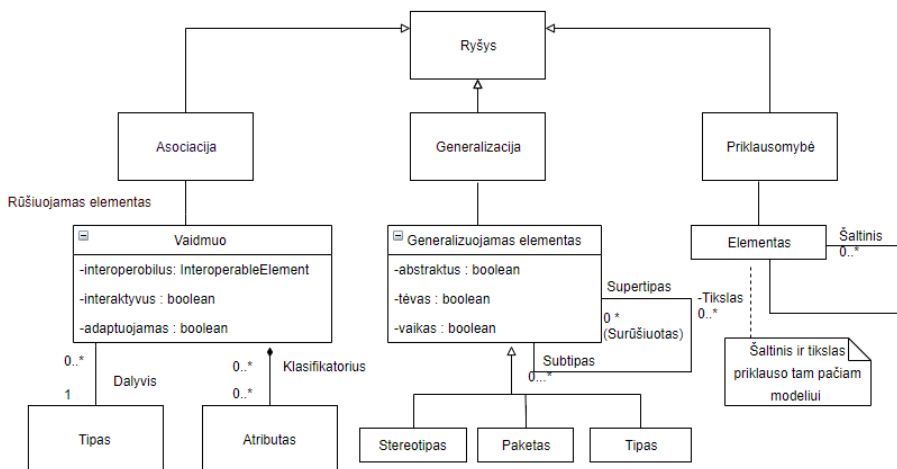 Ryšys
Asociacija
Generalizacija
Priklausomybė
Rūšiuojamas elementas
Vaidmuo
-interoperobilus: InteroperableElement
-interaktyvus : boolean
-adaptuojamas : boolean
Generalizuojamas elementas
-abstraktus : boolean
-tėvas : boolean
-vaikas : boolean
Elementas
Šaltinis
0..*
Supertipas
0 *
(Surūšiuotas)
-Tikslas
0..*
Subtipas
0...*
Šaltinis ir tikslas
priklauso tam pačiam
modeliui
0..*
Dalyvis
1
0..*
Klasifikatorius
0..*
Tipas
Atributas
Stereotipas
Paketas
Tipas